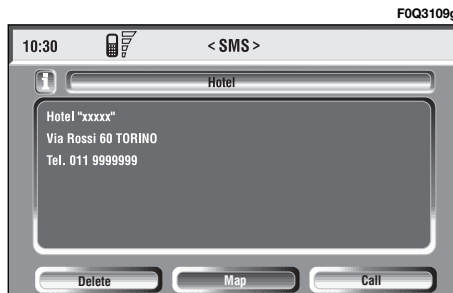 F0Q3109g
10:30 < SMS >
i Hotel
Hotel "xxxxx"
Via Rossi 60 TORINO
Tel. 011 9999999
Delete Map Call